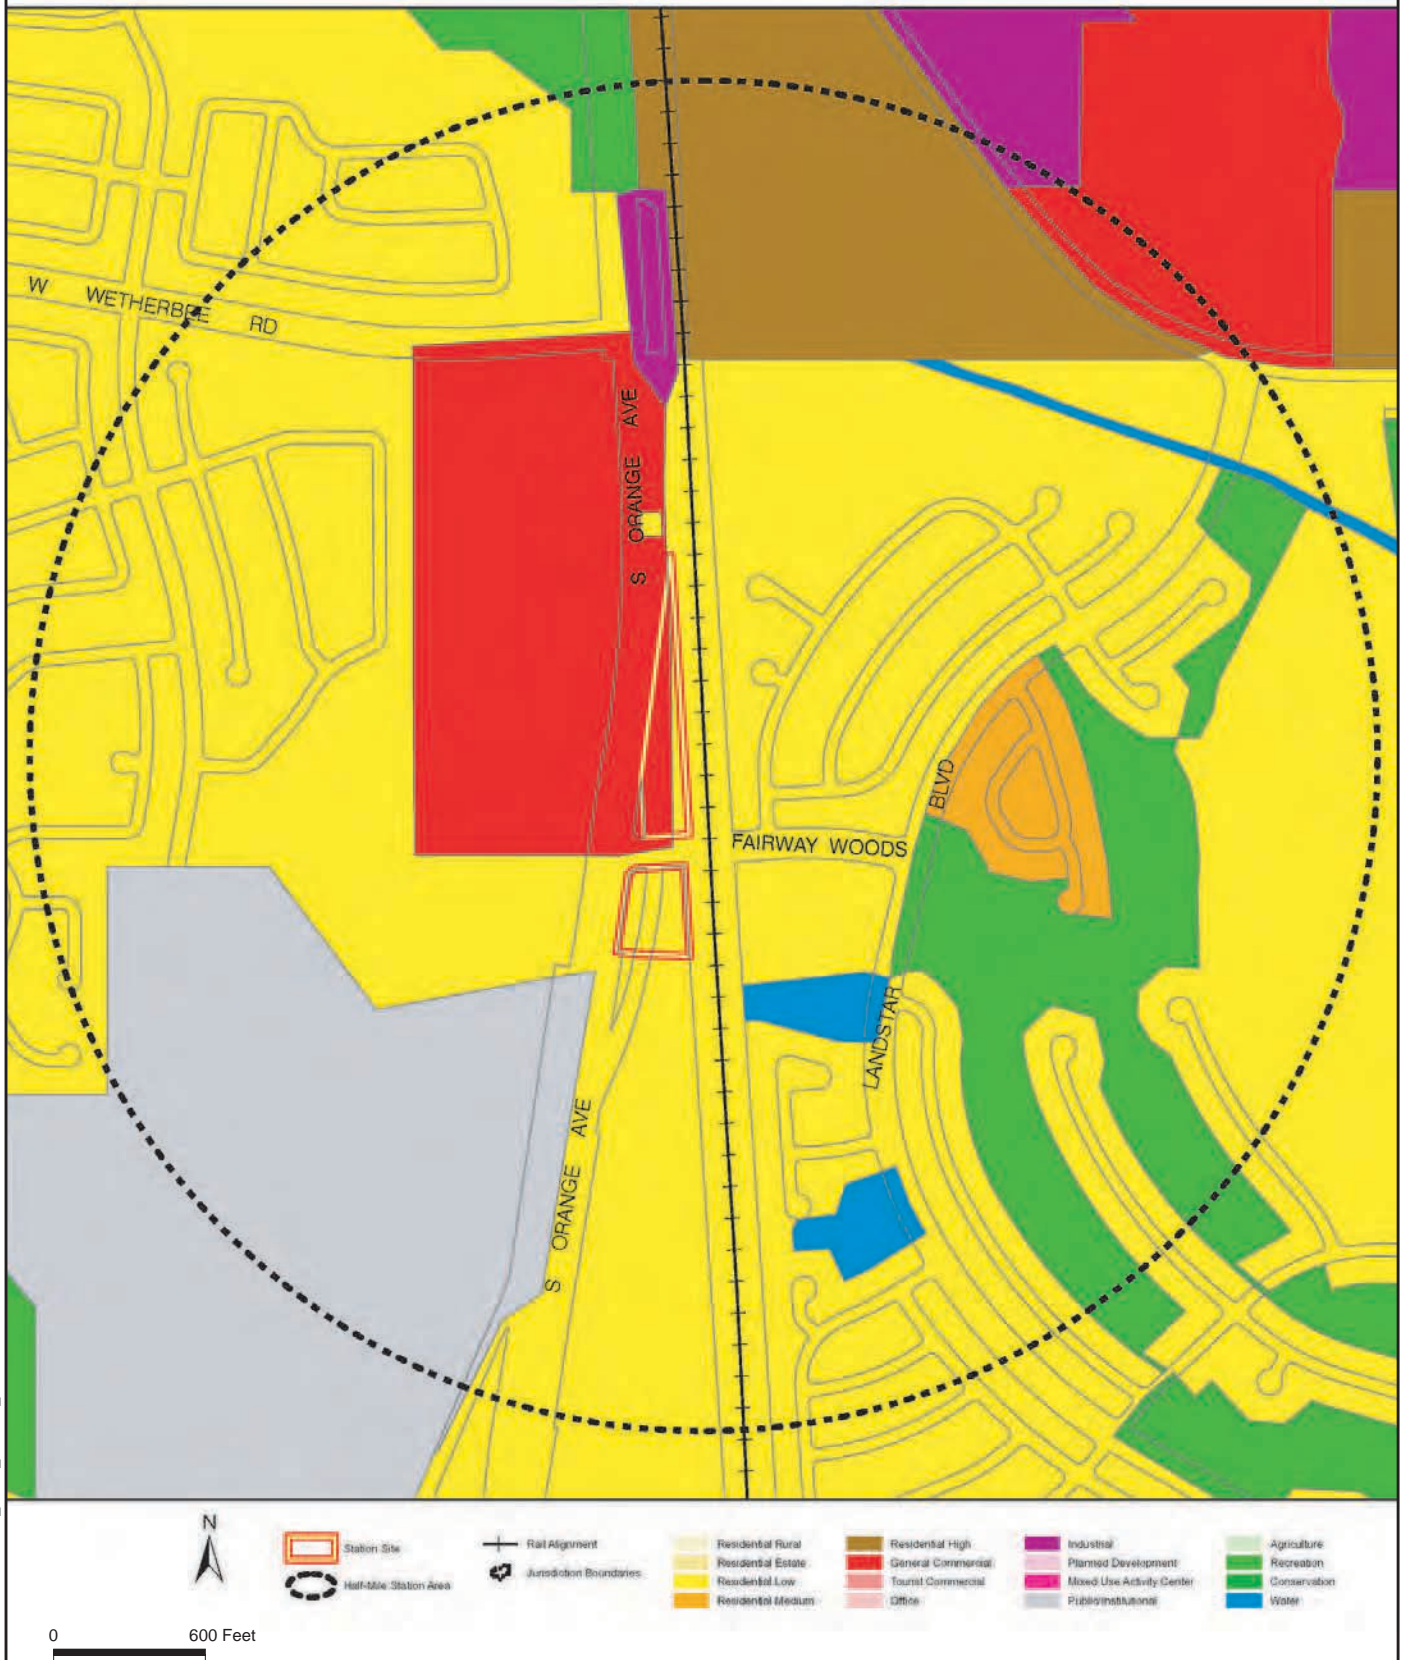 W WETHERBEE RD
S ORANGE AVE
BLVD
FAIRWAY WOODS
LANDSTAR
S ORANGE AVE
N
Station Site
Half-Mile Station Area
Rail Alignment
Jurisdiction Boundaries
Residential Rural
Residential Estate
Residential Low
Residential Medium
Residential High
General Commercial
Tourist Commercial
Office
Industrial
Planned Development
Mixed Use Activity Center
Public/Institutional
Agriculture
Recreation
Conservation
Water
0 600 Feet